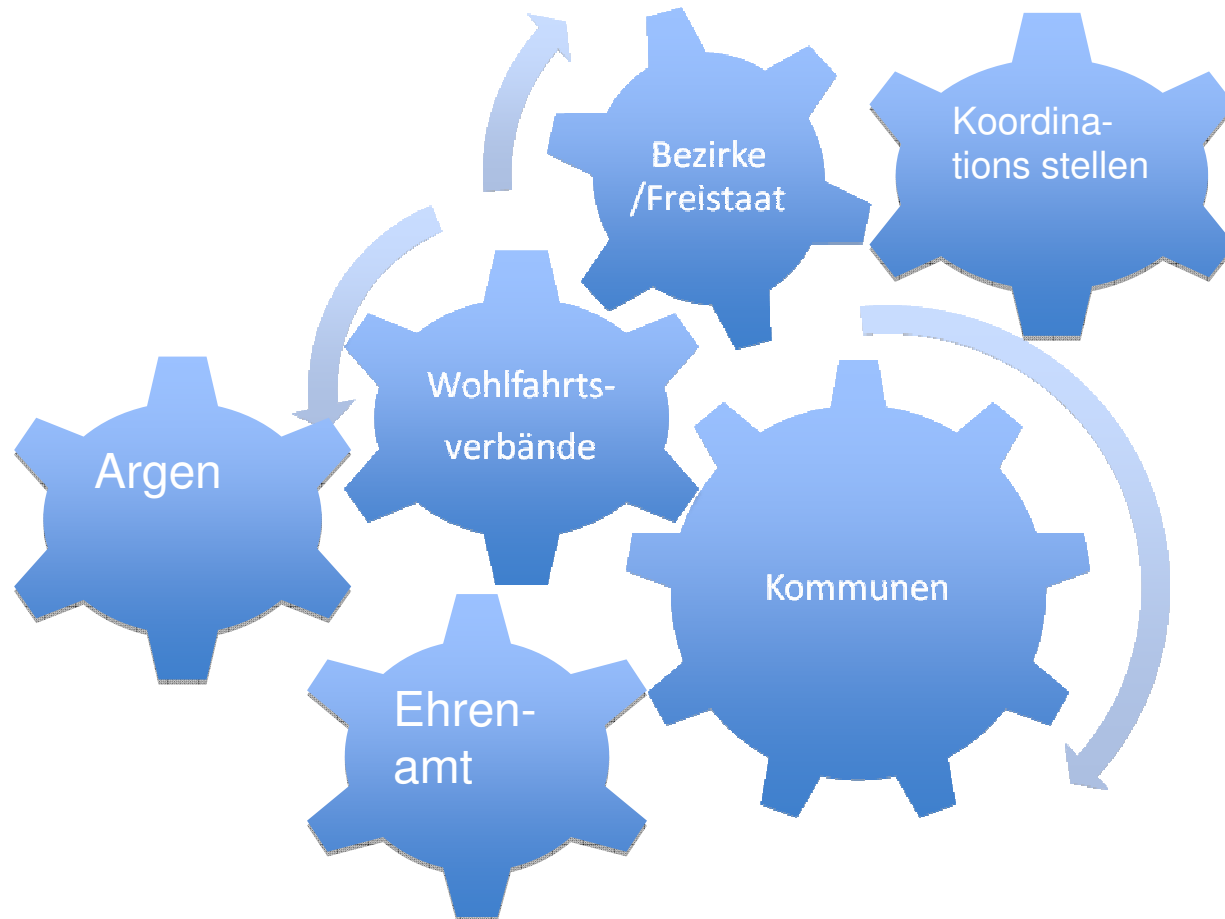 Bezirke
/Freistaat
Koordina-
tions stellen
Wohlfahrts-
verbände
Argen
Kommunen
Ehren-
amt